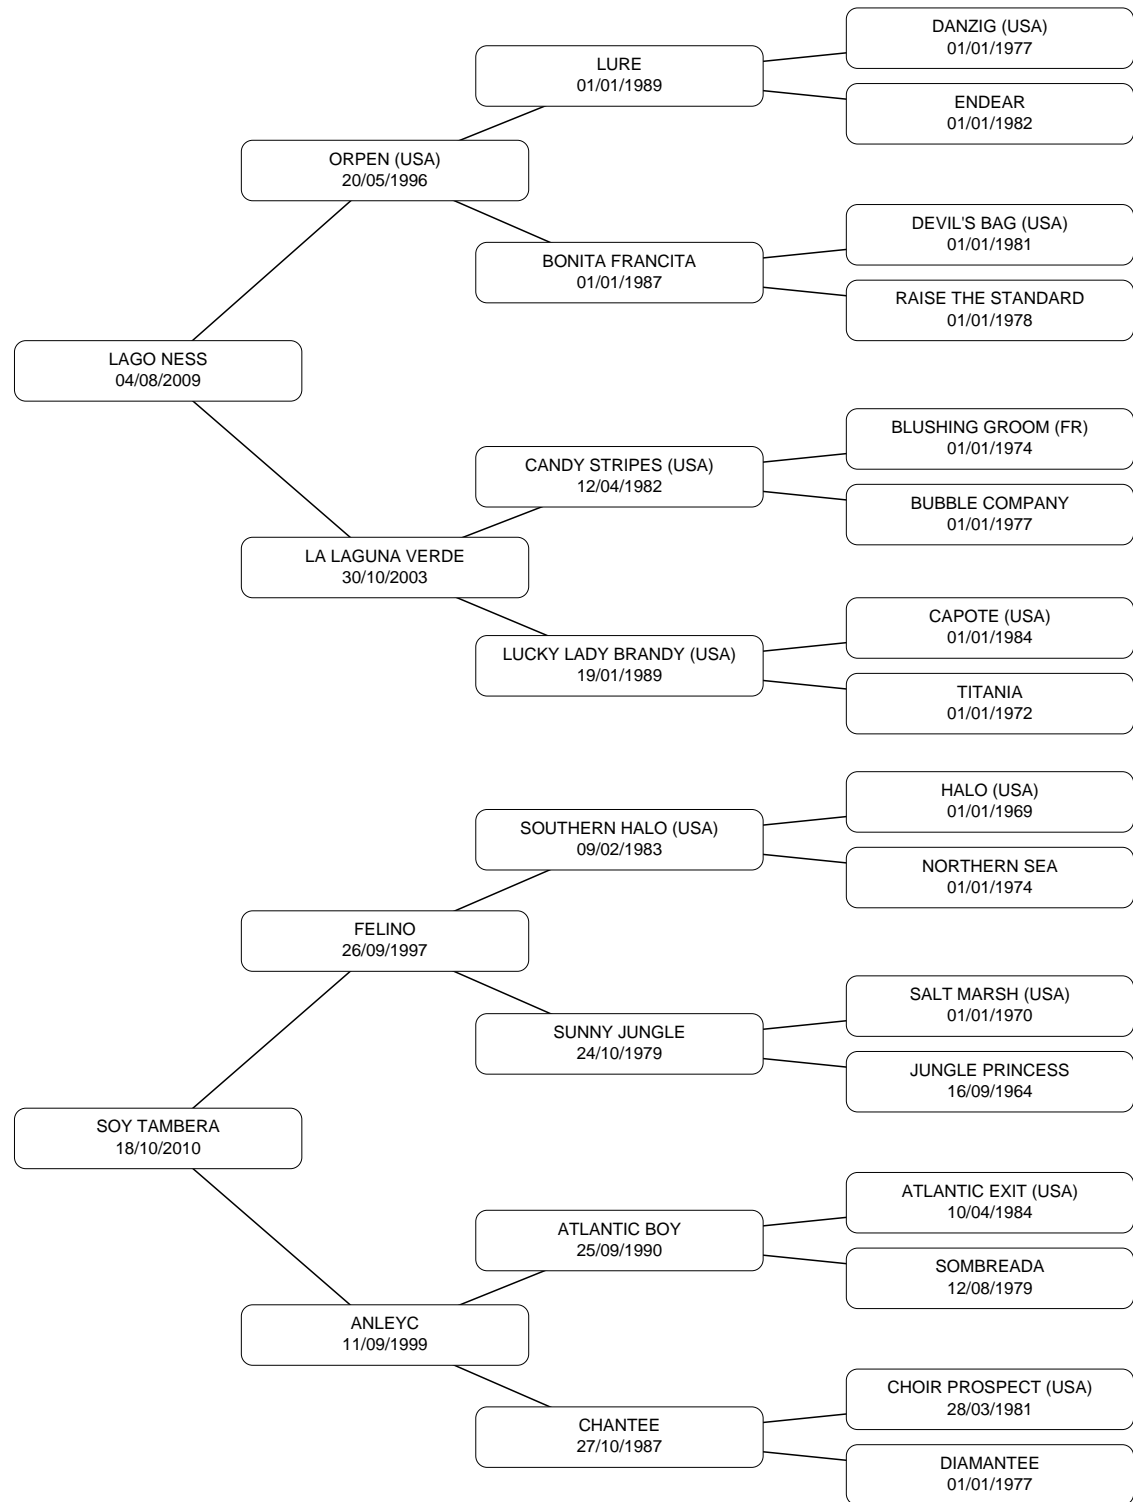 DANZIG (USA)
01/01/1977
LURE
01/01/1989
ENDEAR
01/01/1982
ORPEN (USA)
20/05/1996
DEVIL'S BAG (USA)
01/01/1981
BONITA FRANCITA
01/01/1987
RAISE THE STANDARD
01/01/1978
LAGO NESS
04/08/2009
BLUSHING GROOM (FR)
01/01/1974
CANDY STRIPES (USA)
12/04/1982
BUBBLE COMPANY
01/01/1977
LA LAGUNA VERDE
30/10/2003
CAPOTE (USA)
01/01/1984
LUCKY LADY BRANDY (USA)
19/01/1989
TITANIA
01/01/1972
HALO (USA)
01/01/1969
SOUTHERN HALO (USA)
09/02/1983
NORTHERN SEA
01/01/1974
FELINO
26/09/1997
SALT MARSH (USA)
01/01/1970
SUNNY JUNGLE
24/10/1979
JUNGLE PRINCESS
16/09/1964
SOY TAMBERA
18/10/2010
ATLANTIC EXIT (USA)
10/04/1984
ATLANTIC BOY
25/09/1990
SOMBREADA
12/08/1979
ANLEYC
11/09/1999
CHOIR PROSPECT (USA)
28/03/1981
CHANTEE
27/10/1987
DIAMANTEE
01/01/1977